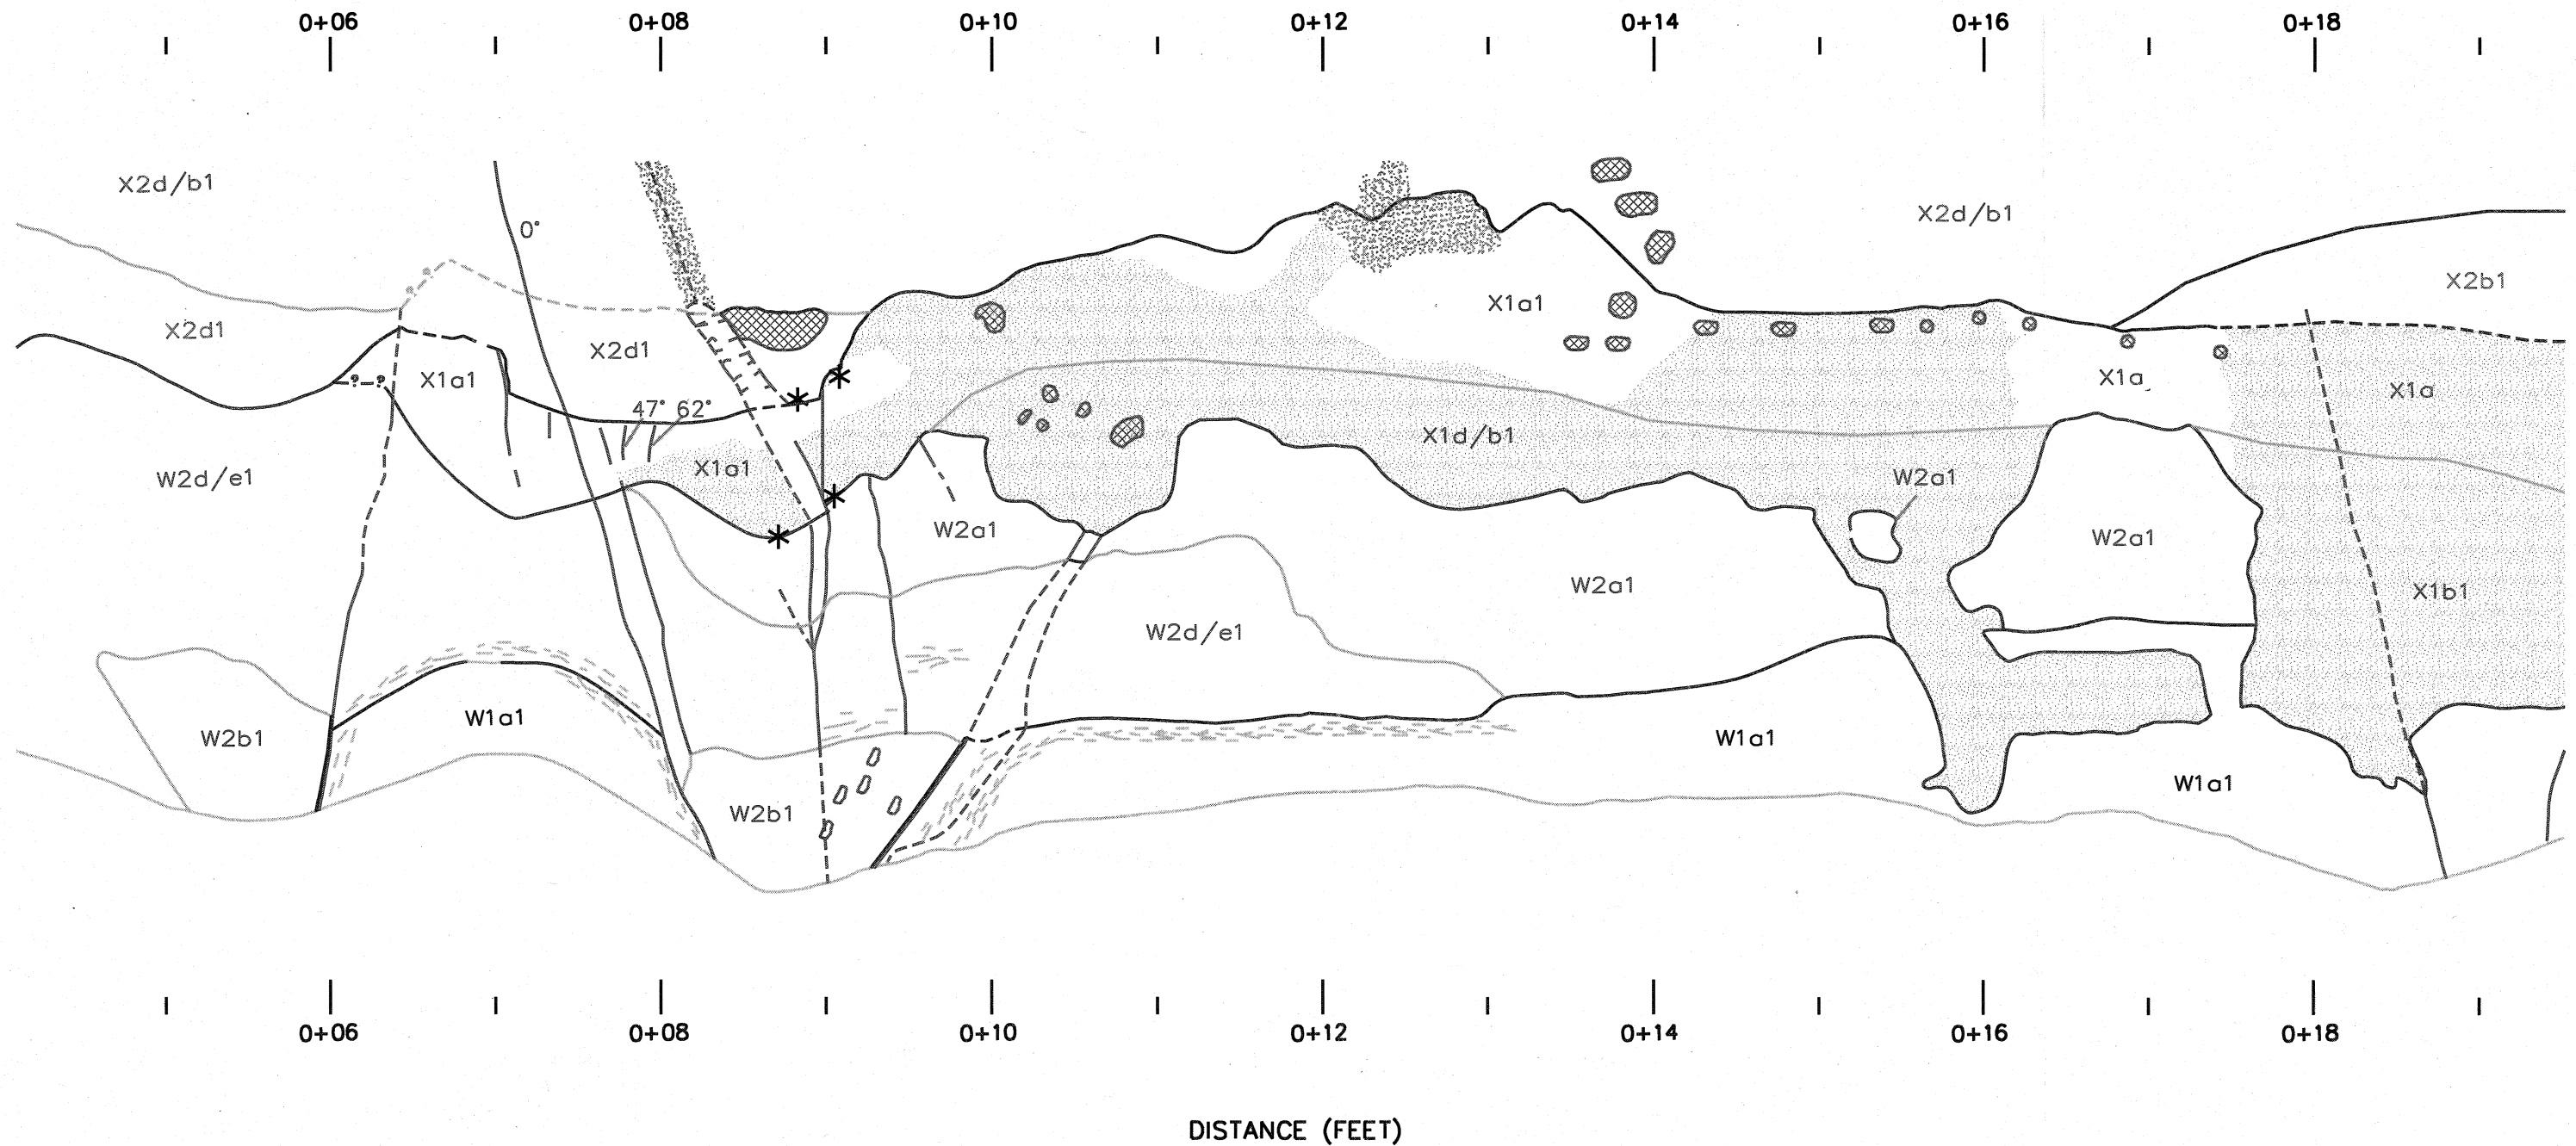 0+06 0+08 0+10 0+12 0+14 0+16 0+18
X2d/b1
0°
X2d/b1
X2b1
X1a1
X2d1
X2d1
X1a1
X1a
X1a
47° 62°
X1d/b1
X1a1
W2d/e1
W2a1
W2a1
W2a1
W2a1
X1b1
W2d/e1
W1a1
W2b1
W1a1
W1a1
W2b1
0+06 0+08 0+10 0+12 0+14 0+16 0+18
DISTANCE (FEET)